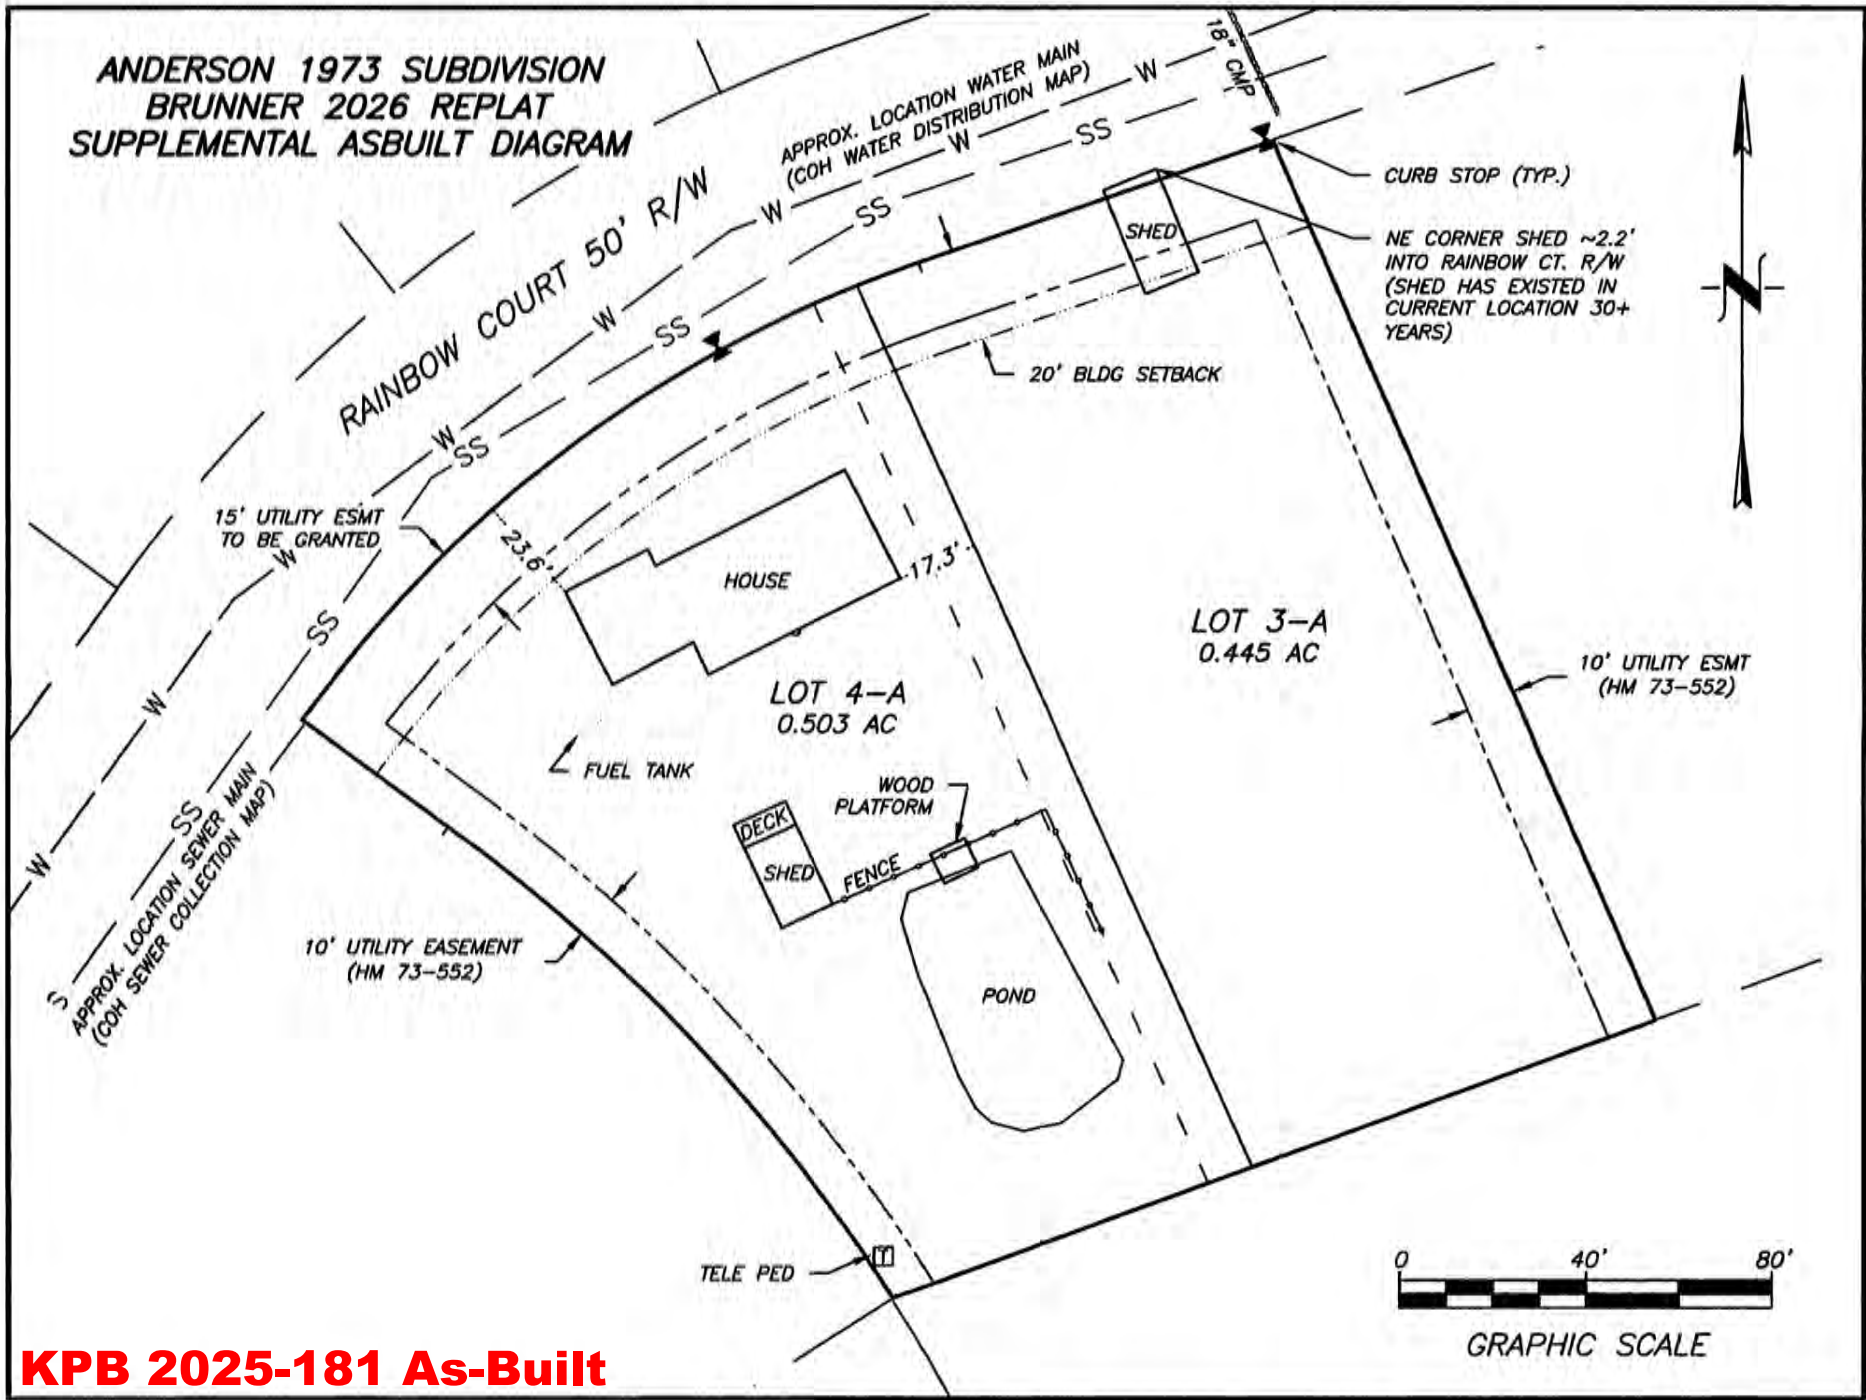 ANDERSON 1973 SUBDIVISION
BRUNNER 2026 REPLAT
SUPPLEMENTAL ASBUILT DIAGRAM
RAINBOW COURT 50' R/W
APPROX. LOCATION WATER MAIN
(COH WATER DISTRIBUTION MAP)
18" CMP
W
W
W
W
W
W
W
W
SS
SS
SS
SS
SS
SS
S
CURB STOP (TYP.)
NE CORNER SHED ~2.2'
INTO RAINBOW CT. R/W
(SHED HAS EXISTED IN
CURRENT LOCATION 30+
YEARS)
N
SHED
20' BLDG SETBACK
15' UTILITY ESMT
TO BE GRANTED
23.6'
HOUSE
17.3'
LOT 3-A
0.445 AC
10' UTILITY ESMT
(HM 73-552)
LOT 4-A
0.503 AC
FUEL TANK
WOOD
PLATFORM
DECK
SHED
FENCE
POND
APPROX. LOCATION SEWER MAIN
(COH SEWER COLLECTION MAP)
10' UTILITY EASEMENT
(HM 73-552)
TELE PED
T
0 40' 80'
GRAPHIC SCALE
KPB 2025-181 As-Built